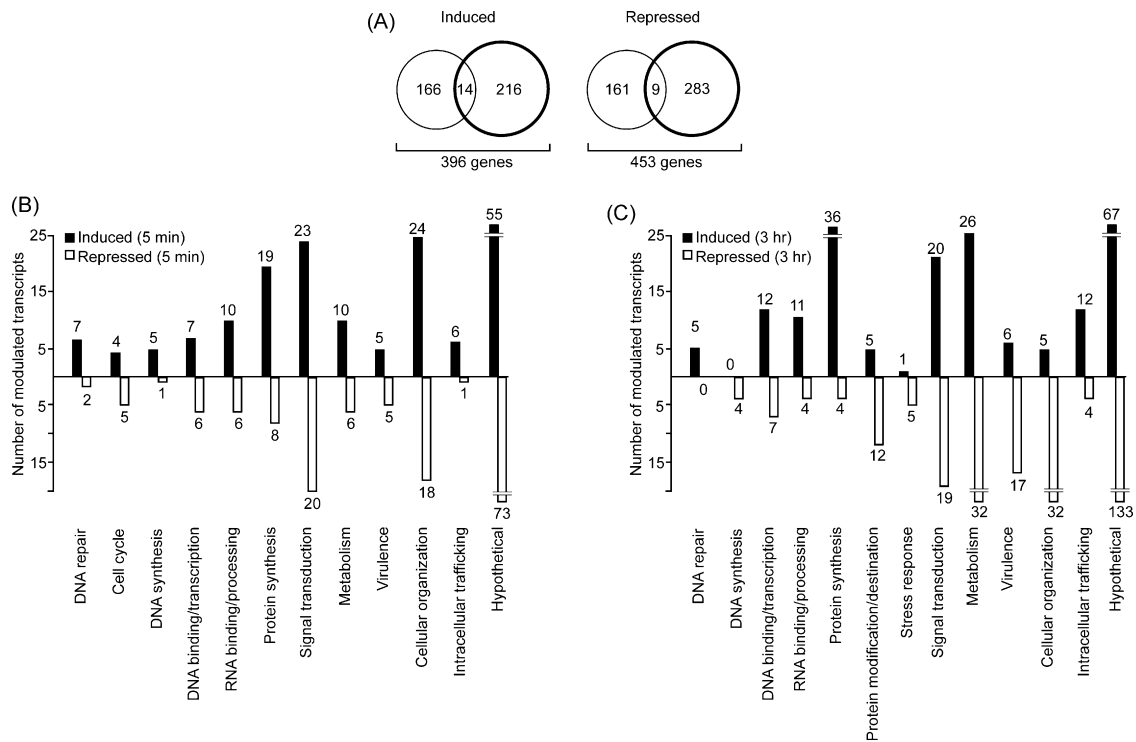 (A)
Induced
Repressed
166 14 216
161 9 283
396 genes
453 genes
(B)
Number of modulated transcripts
25
15
5
5
15
Induced (5 min)
Repressed (5 min)
7 4 5 7 10 19 23 10 5 24 6 55
2 5 1 6 6 8 20 6 5 18 1 73
DNA repair
Cell cycle
DNA synthesis
DNA binding/transcription
RNA binding/processing
Protein synthesis
Signal transduction
Metabolism
Virulence
Cellular organization
Intracellular trafficking
Hypothetical
(C)
Number of modulated transcripts
25
15
5
5
15
Induced (3 hr)
Repressed (3 hr)
5 0 12 11 36 5 1 20 26 6 5 12 67
0 4 7 4 4 12 5 19 32 17 32 4 133
DNA repair
DNA synthesis
DNA binding/transcription
RNA binding/processing
Protein synthesis
Protein modification/destination
Stress response
Signal transduction
Metabolism
Virulence
Cellular organization
Intracellular trafficking
Hypothetical